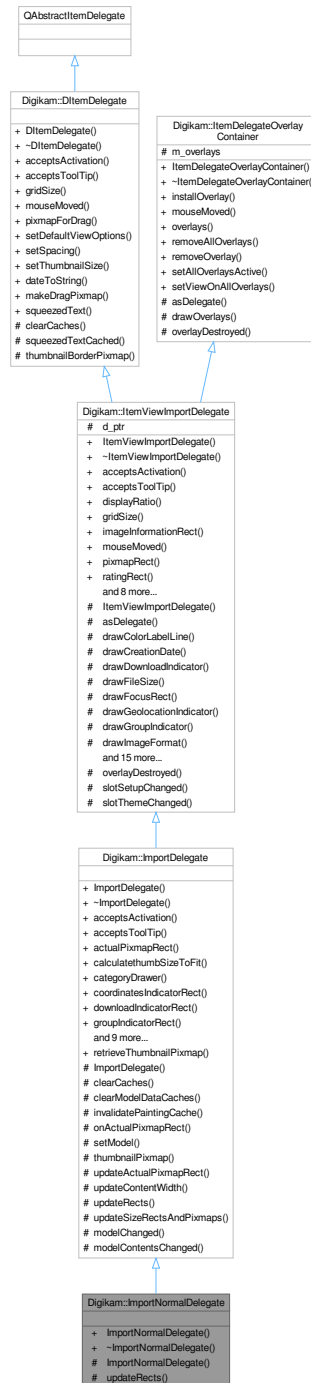 QAbstractItemDelegate
Digikam::DItemDelegate
+ DItemDelegate()
+ ~DItemDelegate()
+ acceptsActivation()
+ acceptsToolTip()
+ gridSize()
+ mouseMoved()
+ pixmapForDrag()
+ setDefaultViewOptions()
+ setSpacing()
+ setThumbnailSize()
+ dateToString()
+ makeDragPixmap()
+ squeezedText()
# clearCaches()
# squeezedTextCached()
# thumbnailBorderPixmap()
Digikam::ItemDelegateOverlay
Container
# m_overlays
+ ItemDelegateOverlayContainer()
+ ~ItemDelegateOverlayContainer()
+ installOverlay()
+ mouseMoved()
+ overlays()
+ removeAllOverlays()
+ removeOverlay()
+ setAllOverlaysActive()
+ setViewOnAllOverlays()
# asDelegate()
# drawOverlays()
# overlayDestroyed()
Digikam::ItemViewImportDelegate
# d_ptr
+ ItemViewImportDelegate()
+ ~ItemViewImportDelegate()
+ acceptsActivation()
+ acceptsToolTip()
+ displayRatio()
+ gridSize()
+ imageInformationRect()
+ mouseMoved()
+ pixmapRect()
+ ratingRect()
and 8 more...
# ItemViewImportDelegate()
# asDelegate()
# drawColorLabelLine()
# drawCreationDate()
# drawDownloadIndicator()
# drawFileSize()
# drawFocusRect()
# drawGeolocationIndicator()
# drawGroupIndicator()
# drawImageFormat()
and 15 more...
# overlayDestroyed()
# slotSetupChanged()
# slotThemeChanged()
Digikam::ImportDelegate
+ ImportDelegate()
+ ~ImportDelegate()
+ acceptsActivation()
+ acceptsToolTip()
+ actualPixmapRect()
+ calculatethumbSizeToFit()
+ categoryDrawer()
+ coordinatesIndicatorRect()
+ downloadIndicatorRect()
+ groupIndicatorRect()
and 9 more...
+ retrieveThumbnailPixmap()
# ImportDelegate()
# clearCaches()
# clearModelDataCaches()
# invalidatePaintingCache()
# onActualPixmapRect()
# setModel()
# thumbnailPixmap()
# updateActualPixmapRect()
# updateContentWidth()
# updateRects()
# updateSizeRectsAndPixmaps()
# modelChanged()
# modelContentsChanged()
Digikam::ImportNormalDelegate
+ ImportNormalDelegate()
+ ~ImportNormalDelegate()
# ImportNormalDelegate()
# updateRects()